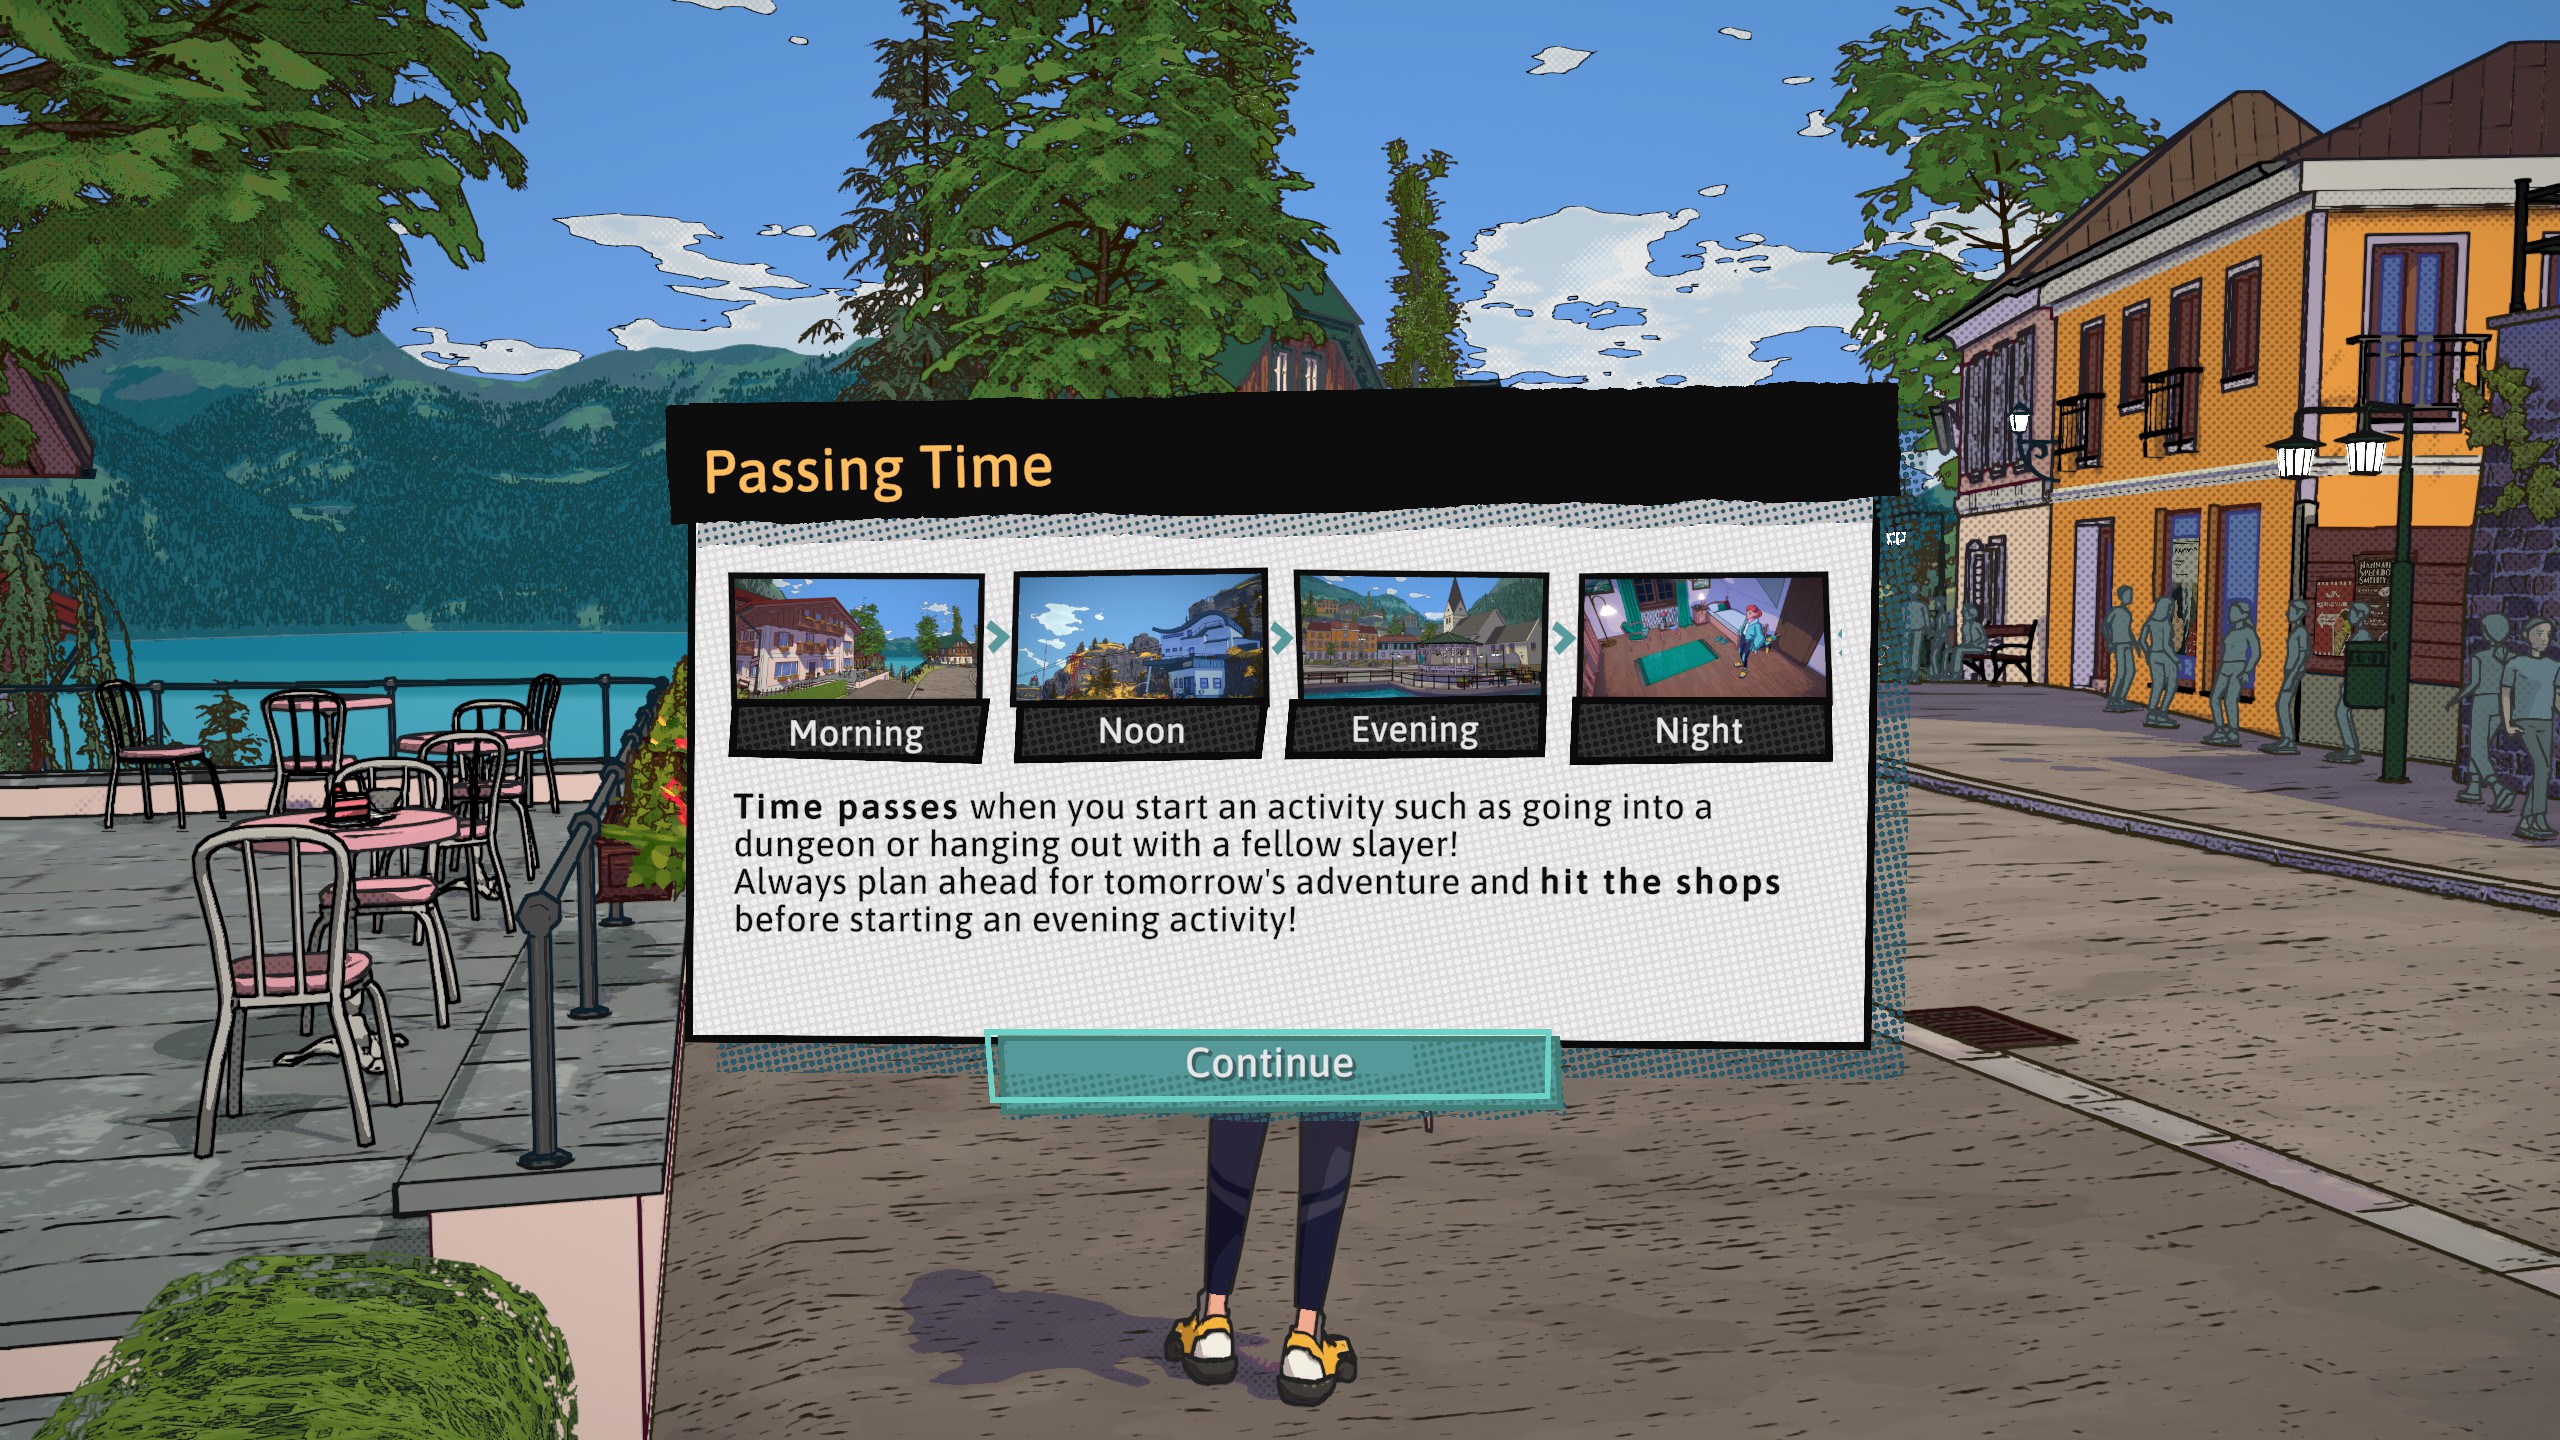 Passing Time
Morning
Noon
Evening
Night
Time passes when you start an activity such as going into a
dungeon or hanging out with a fellow slayer!
Always plan ahead for tomorrow's adventure and hit the shops
before starting an evening activity!
Continue